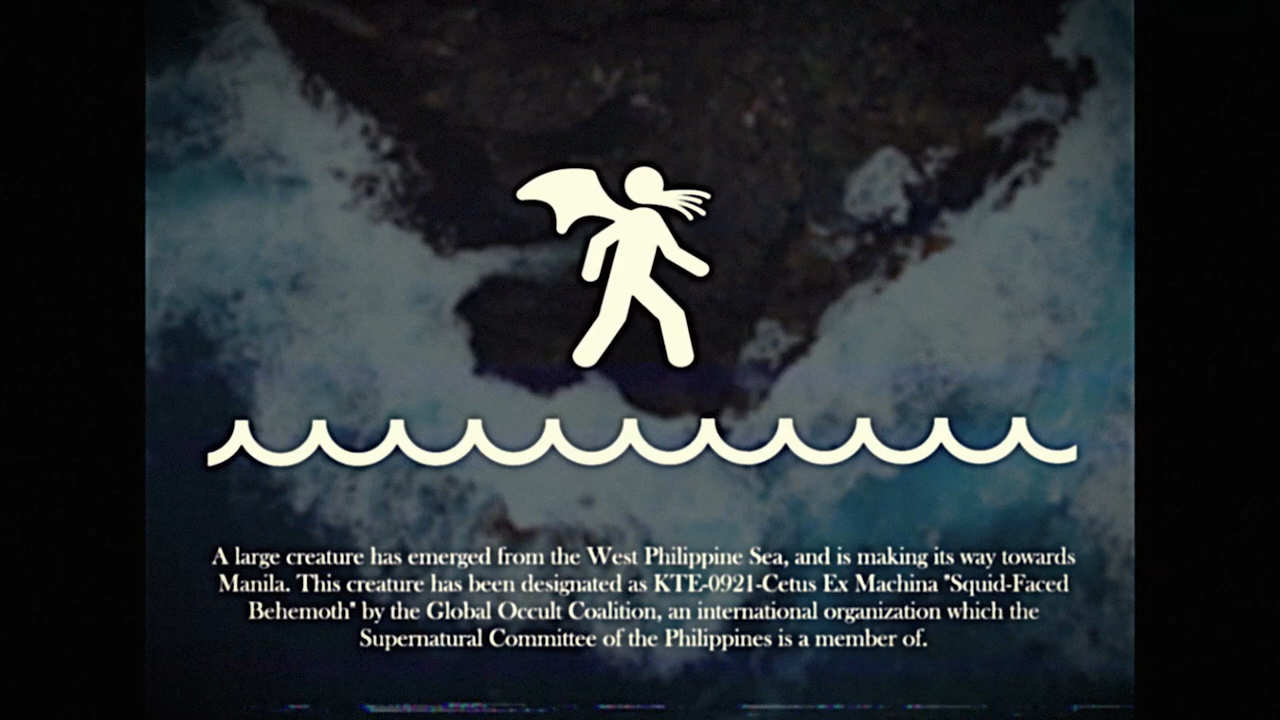 A large creature has emerged from the West Philippine Sea, and is making its way towards
Manila. This creature has been designated as KTE-0921-Cetus Ex Machina "Squid-Faced
Behemoth" by the Global Occult Coalition, an international organization which the
Supernatural Committee of the Philippines is a member of.